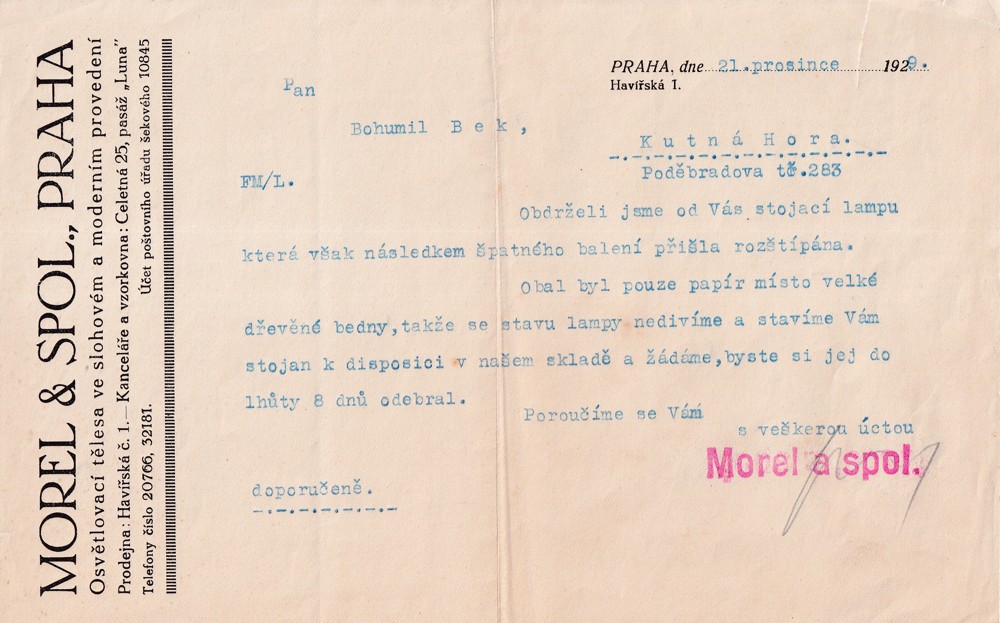 MOREL & SPOL., PRAHA
Osvětlovací tělesa ve slohovém a moderním provedení
Prodejna: Havířská č. 1. — Kanceláře a vzorkovna: Celetná 25, pasáž „Luna"
Telefony číslo 20766, 32181. Účet poštovního úřadu šekového 10845
PRAHA, dne 21.prosince 1929.
Havířská 1.
Pan
Bohumil Bek,
Kutná Hora.
Poděbradova tř.283
FM/L.
Obdrželi jsme od Vás stojací lampu
která však následkem špatného balení přišla rozštípána.
Obal byl pouze papír místo velké
dřevěné bedny,takže se stavu lampy nedivíme a stavíme Vám
stojan k disposici v našem skladě a žádáme,byste si jej do
lhůty 8 dnů odebral.
Poroučíme se Vám
s veškerou úctou
Morel a spol.
doporučeně.